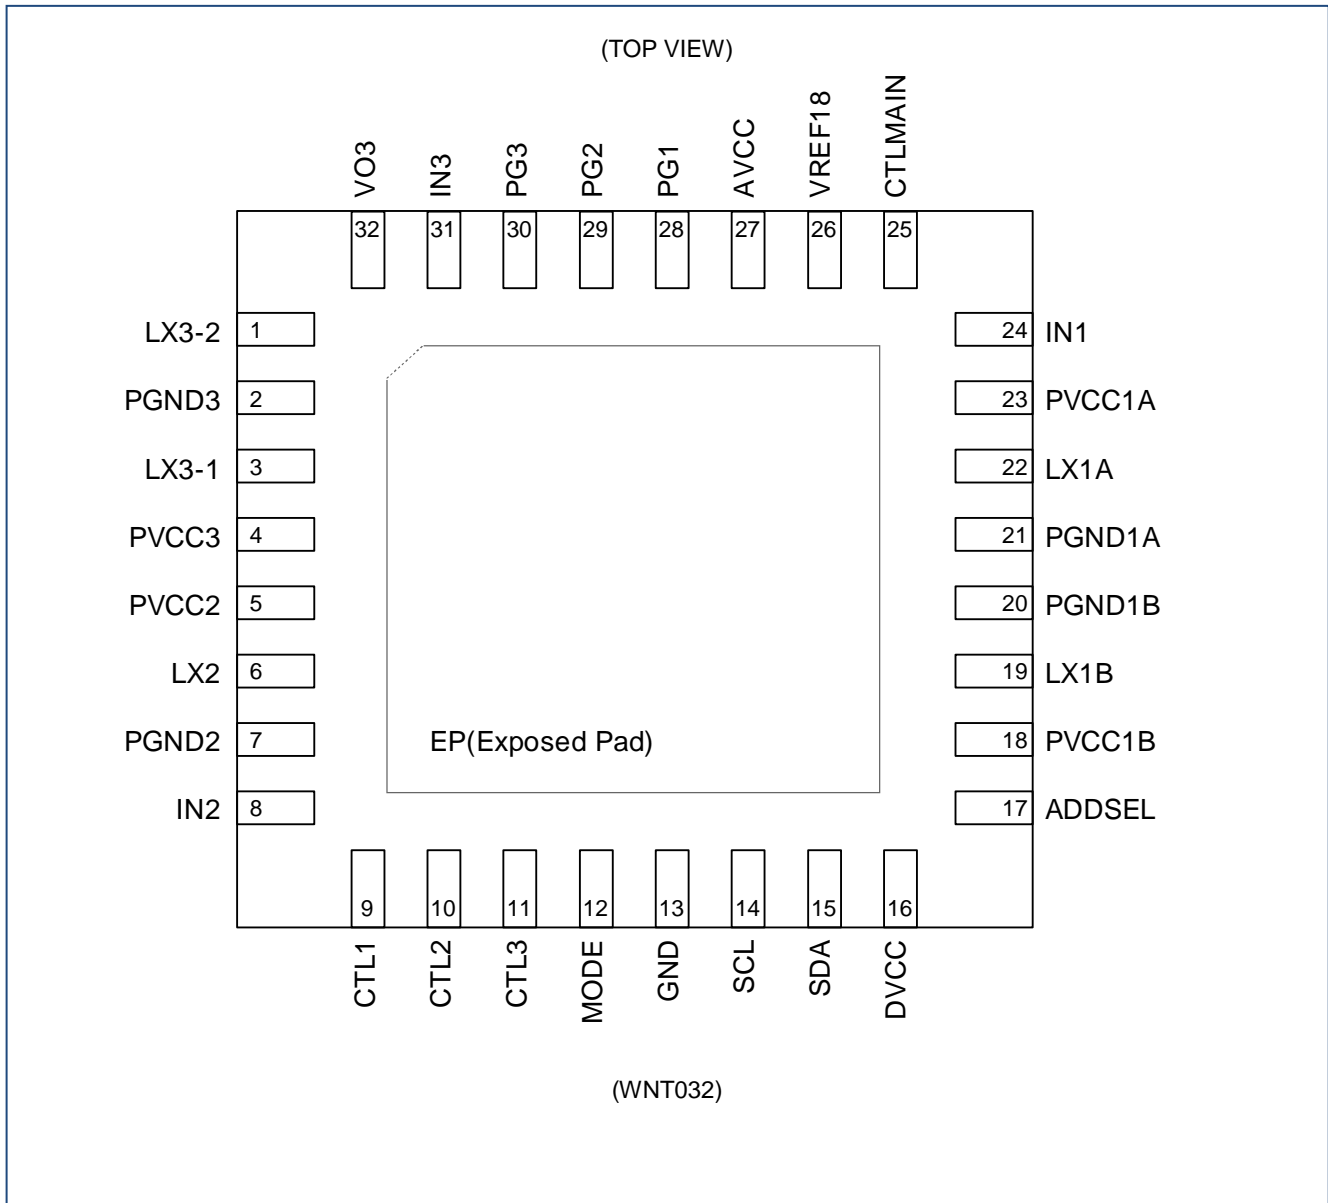 (TOP VIEW)
VO3
IN3
PG3
PG2
PG1
AVCC
VREF18
CTLMAIN
32 31 30 29 28 27 26 25
LX3-2 1 24 IN1
PGND3 2 23 PVCC1A
LX3-1 3 22 LX1A
PVCC3 4 21 PGND1A
PVCC2 5 20 PGND1B
LX2 6 19 LX1B
PGND2 7 EP(Exposed Pad) 18 PVCC1B
IN2 8 17 ADDSEL
9 10 11 12 13 14 15 16
CTL1
CTL2
CTL3
MODE
GND
SCL
SDA
DVCC
(WNT032)